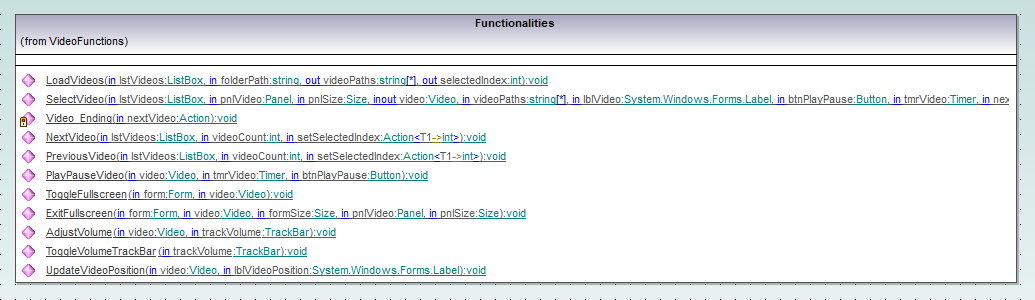 Functionalities
(from VideoFunctions)
LoadVideos(in lstVideos:ListBox, in folderPath:string, out videoPaths:string[*], out selectedIndex:int):void
SelectVideo(in lstVideos:ListBox, in pnlVideo:Panel, in pnlSize:Size, inout video:Video, in videoPaths:string[*], in lblVideo:System.Windows.Forms.Label, in btnPlayPause:Button, in tmrVideo:Timer, in nex
Video_Ending(in nextVideo:Action):void
NextVideo(in lstVideos:ListBox, in videoCount:int, in setSelectedIndex:Action<T1->int>):void
PreviousVideo(in lstVideos:ListBox, in videoCount:int, in setSelectedIndex:Action<T1->int>):void
PlayPauseVideo(in video:Video, in tmrVideo:Timer, in btnPlayPause:Button):void
ToggleFullscreen(in form:Form, in video:Video):void
ExitFullscreen(in form:Form, in video:Video, in formSize:Size, in pnlVideo:Panel, in pnlSize:Size):void
AdjustVolume(in video:Video, in trackVolume:TrackBar):void
ToggleVolumeTrackBar(in trackVolume:TrackBar):void
UpdateVideoPosition(in video:Video, in lblVideoPosition:System.Windows.Forms.Label):void